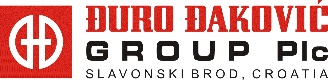 ĐURO ĐAKOVIĆ
GROUP Plc
SLAVONSKI BROD, CROATIA